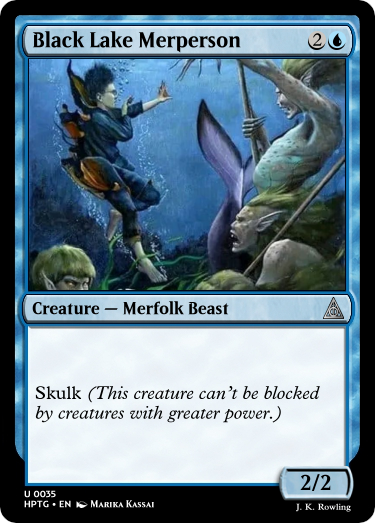 Black Lake Merperson 2
Creature — Merfolk Beast
Skulk (This creature can't be blocked
by creatures with greater power.)
2/2
U 0035
HPTG • EN Marika Kassai
J. K. Rowling